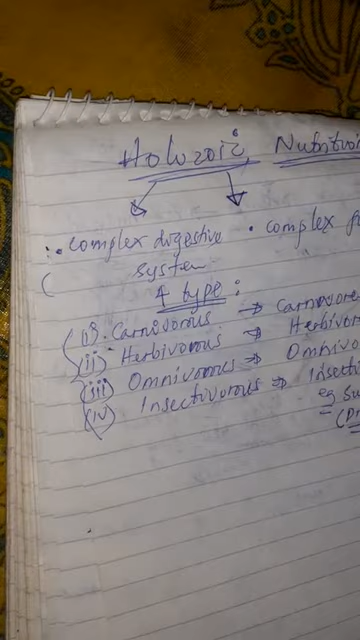 Holozoic Nutrition
complex digestive • complex
system
4 type :
(i). Carnivorous → Carnivore
(ii) Herbivorous ⇒ Herbivor
(iii) Omnivorous ⇒ Omniv
(iv) Insectivorous ⇒ Insecti
eg